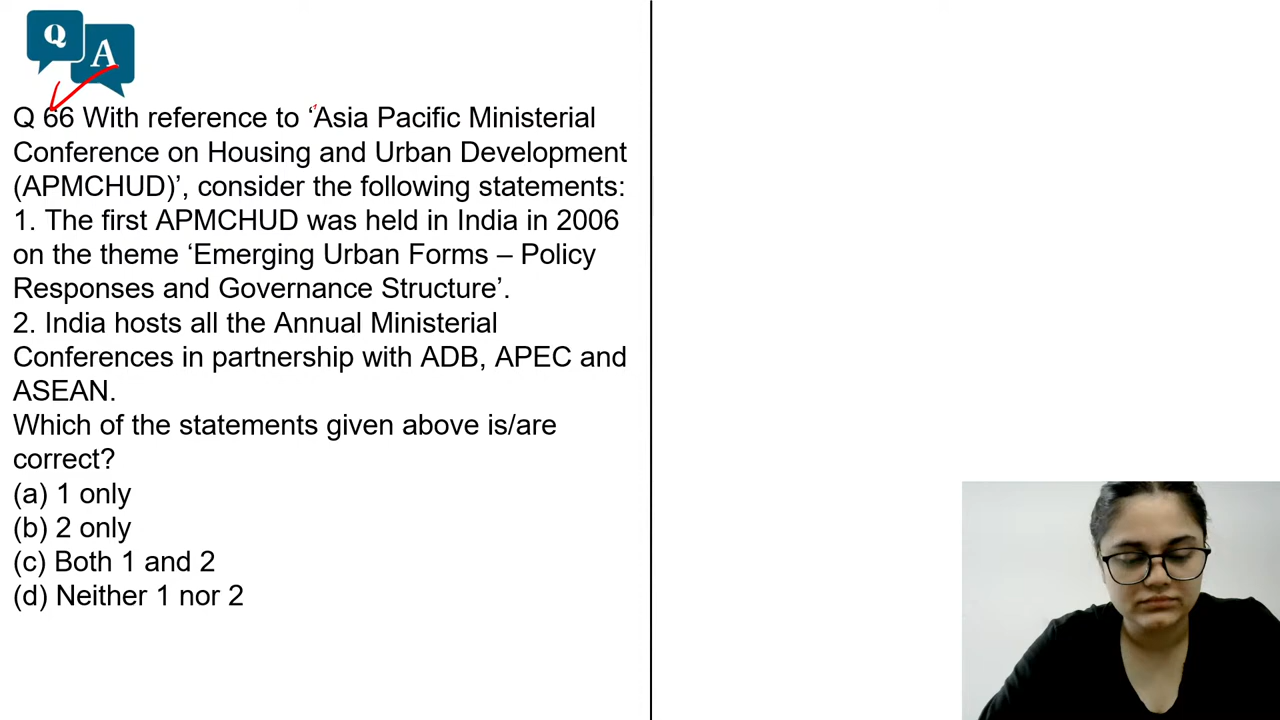 Q
A
Q 66 With reference to ‘Asia Pacific Ministerial
Conference on Housing and Urban Development
(APMCHUD)’, consider the following statements:
1. The first APMCHUD was held in India in 2006
on the theme ‘Emerging Urban Forms – Policy
Responses and Governance Structure’.
2. India hosts all the Annual Ministerial
Conferences in partnership with ADB, APEC and
ASEAN.
Which of the statements given above is/are
correct?
(a) 1 only
(b) 2 only
(c) Both 1 and 2
(d) Neither 1 nor 2